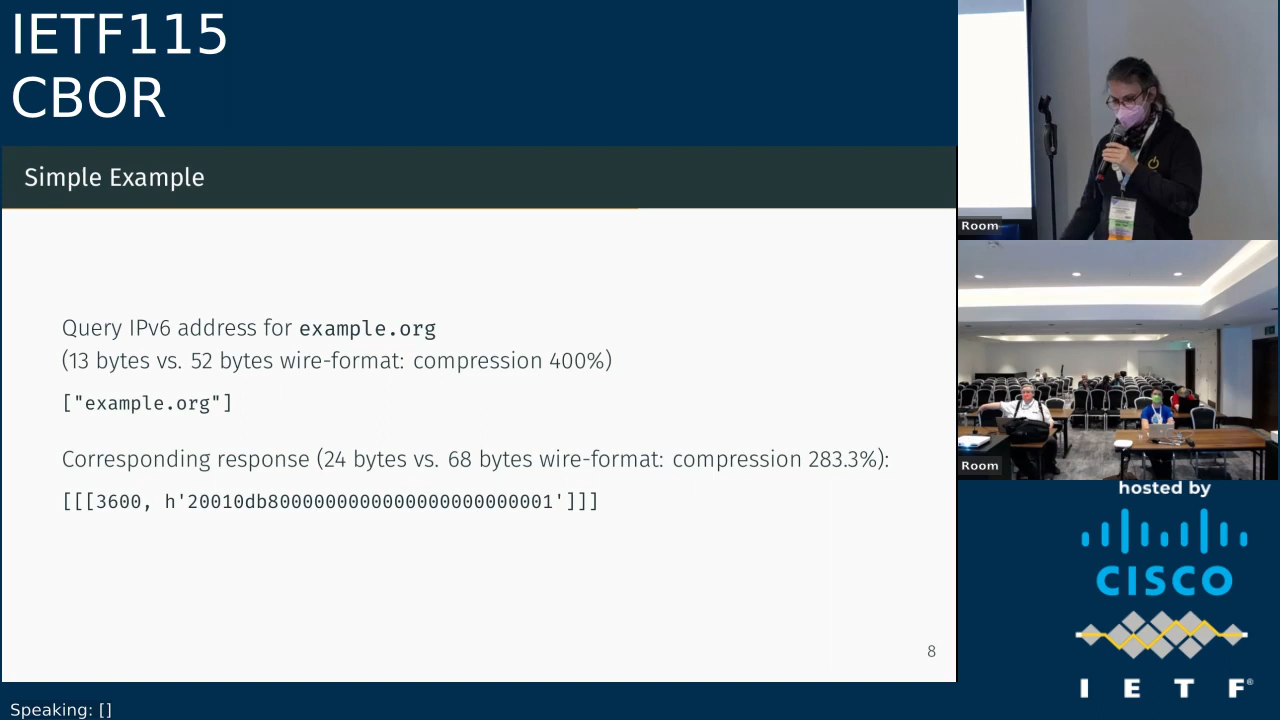 IETF115
CBOR
Simple Example
Query IPv6 address for example.org
(13 bytes vs. 52 bytes wire-format: compression 400%)
["example.org"]
Corresponding response (24 bytes vs. 68 bytes wire-format: compression 283.3%):
[[[3600, h'20010db8000000000000000000000001']]]
8
Room
Room
hosted by
CISCO
I E T F®
Speaking: []